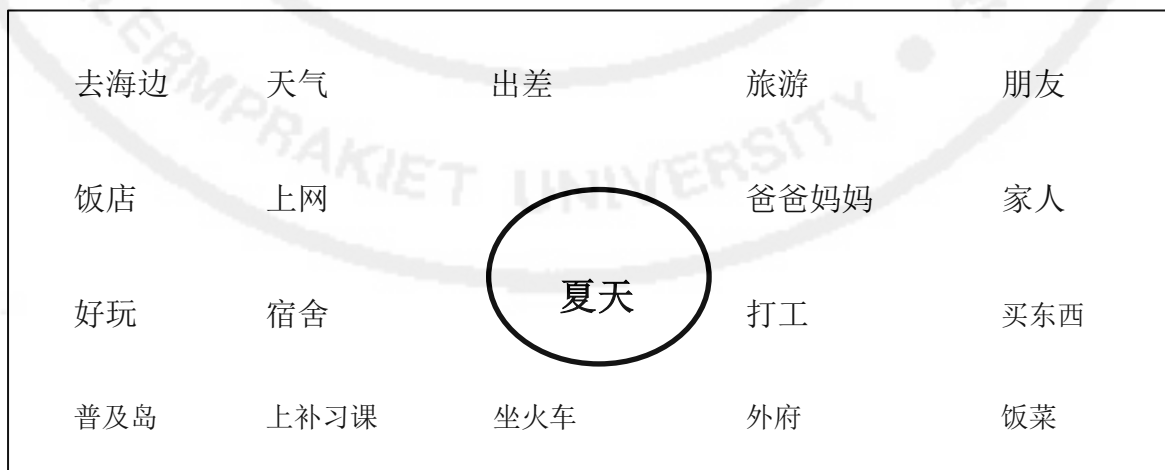 去海边 天气 出差 旅游 朋友
饭店 上网 爸爸妈妈 家人
夏天
好玩 宿舍 打工 买东西
普及岛 上补习课 坐火车 外府 饭菜
LERMPRAKIET UNIVERSITY